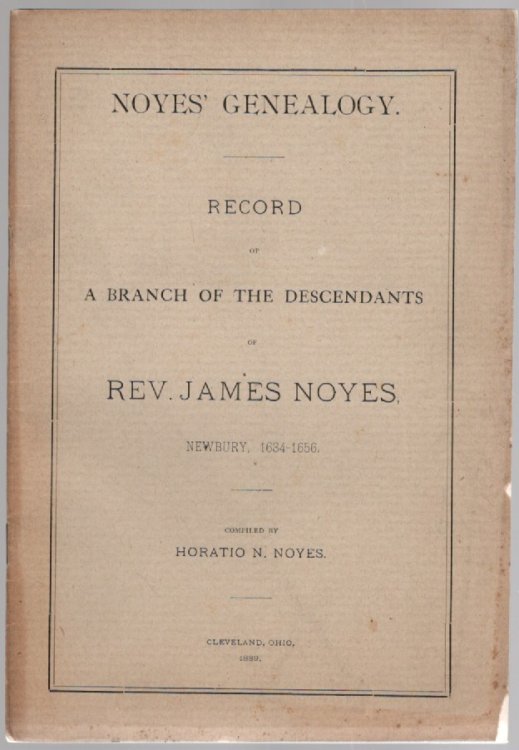 NOYES' GENEALOGY.
RECORD
OF
A BRANCH OF THE DESCENDANTS
OF
REV. JAMES NOYES,
NEWBURY, 1634-1656.
COMPILED BY
HORATIO N. NOYES.
CLEVELAND, OHIO,
1889.